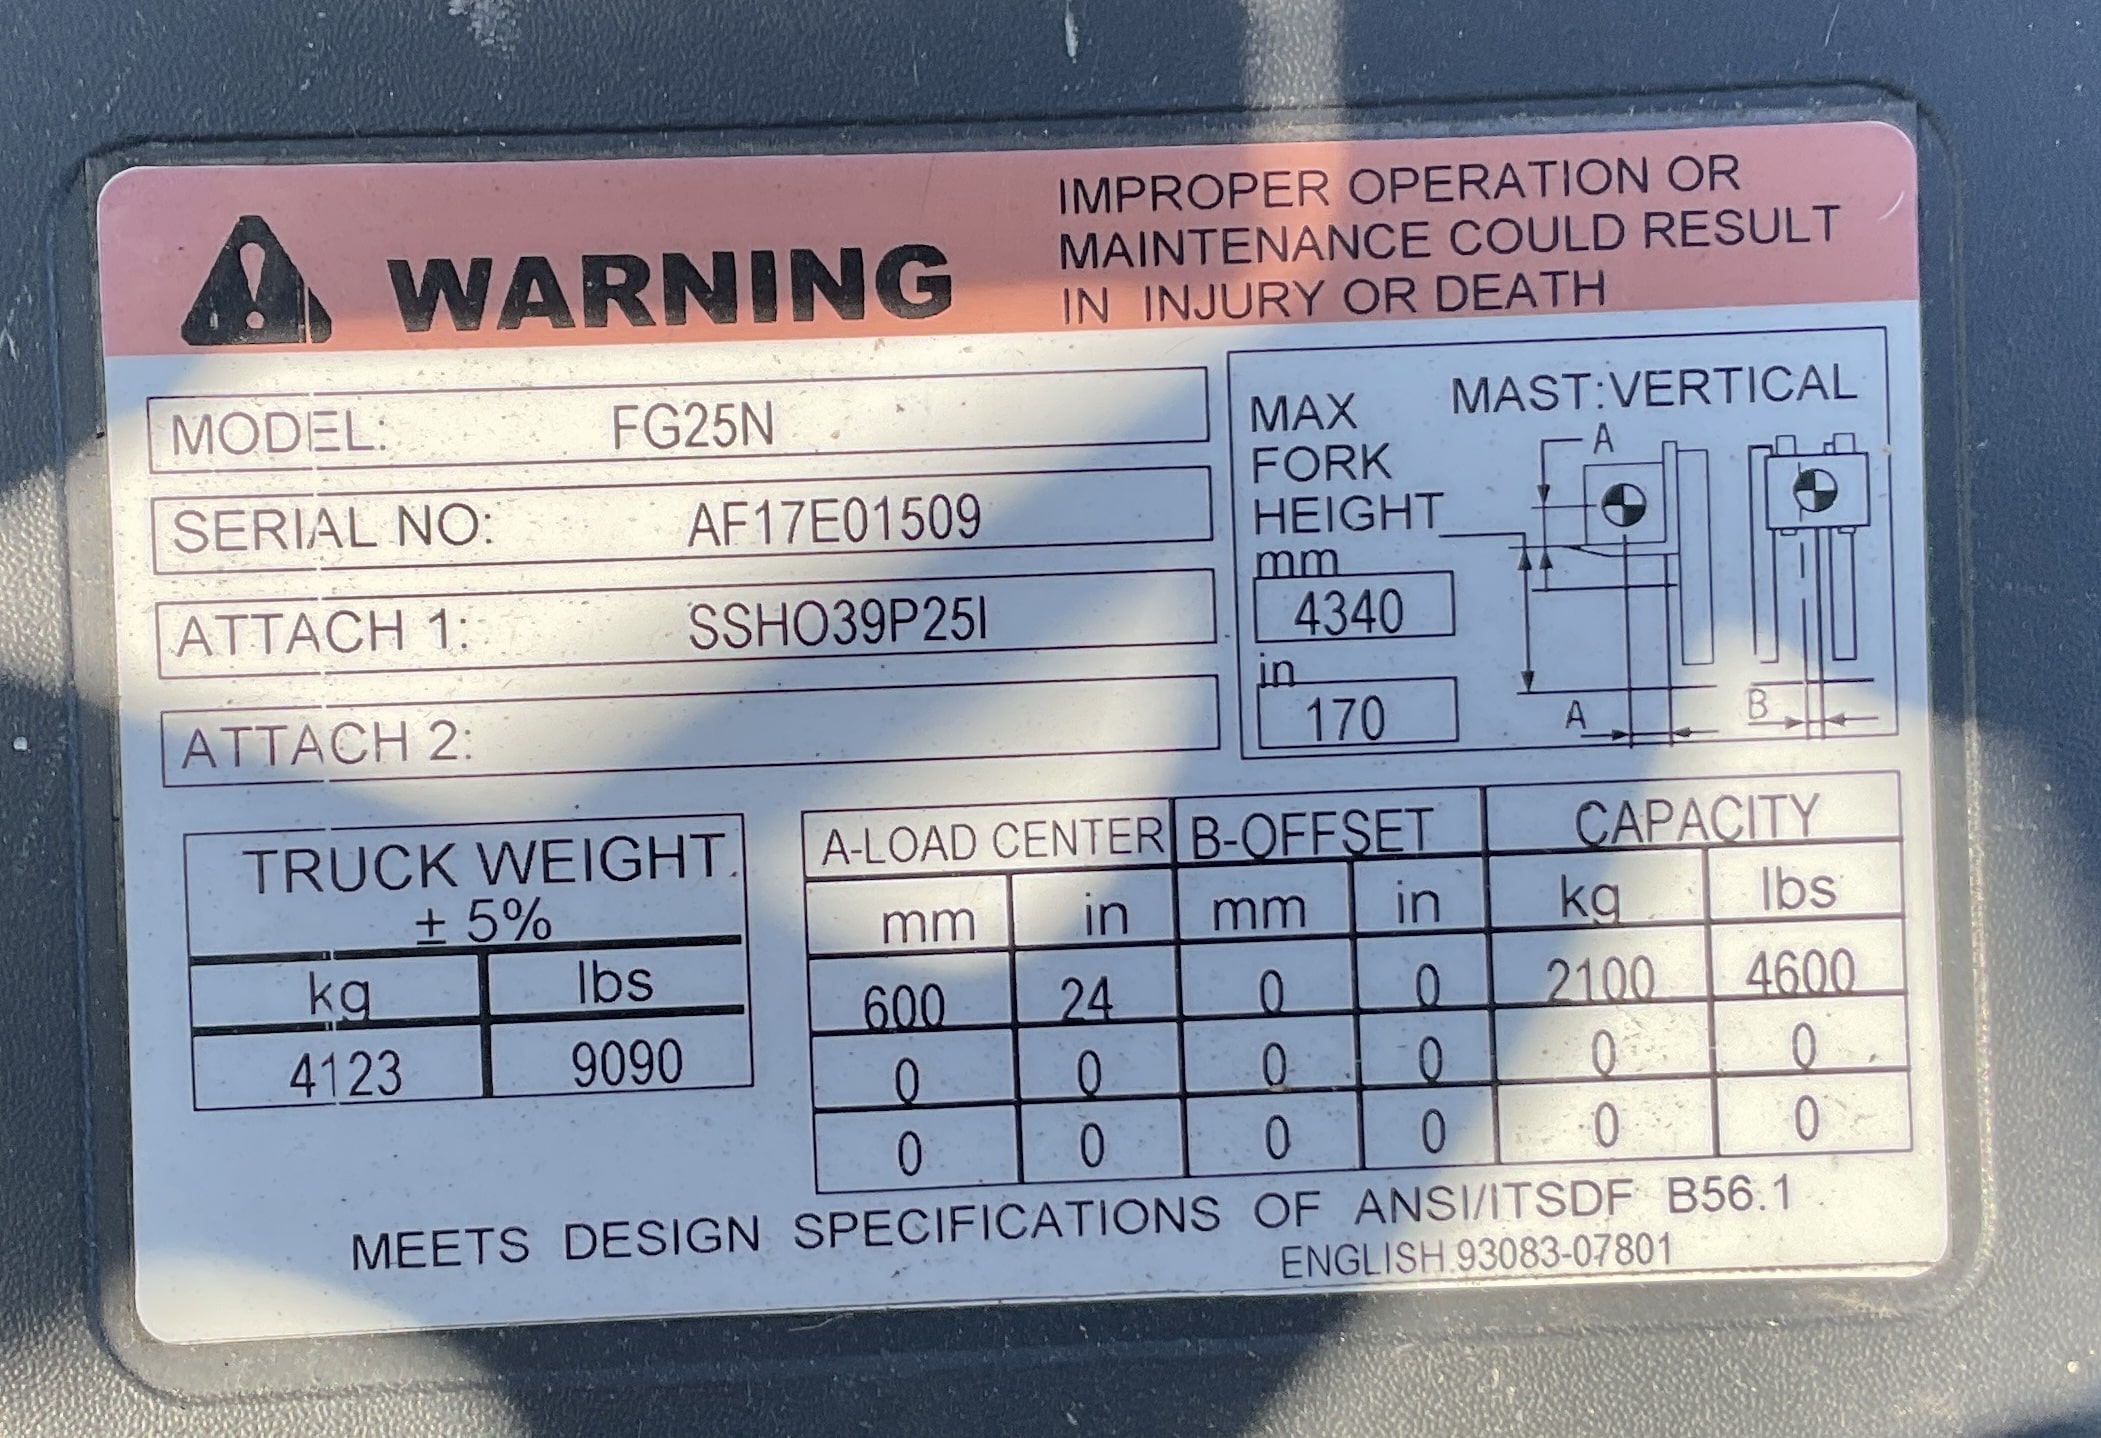 WARNING
IMPROPER OPERATION OR
MAINTENANCE COULD RESULT
IN INJURY OR DEATH
MODEL: FG25N
SERIAL NO: AF17E01509
ATTACH 1: SSHO39P25I
ATTACH 2:
MAX
FORK
HEIGHT
mm
4340
in
170
MAST:VERTICAL
A
A
B
TRUCK WEIGHT
± 5%
kg lbs
4123 9090
A-LOAD CENTER B-OFFSET CAPACITY
mm in mm in kg lbs
600 24 0 0 2100 4600
0 0 0 0 0 0
0 0 0 0 0 0
MEETS DESIGN SPECIFICATIONS OF ANSI/ITSDF B56.1
ENGLISH 93083-07801